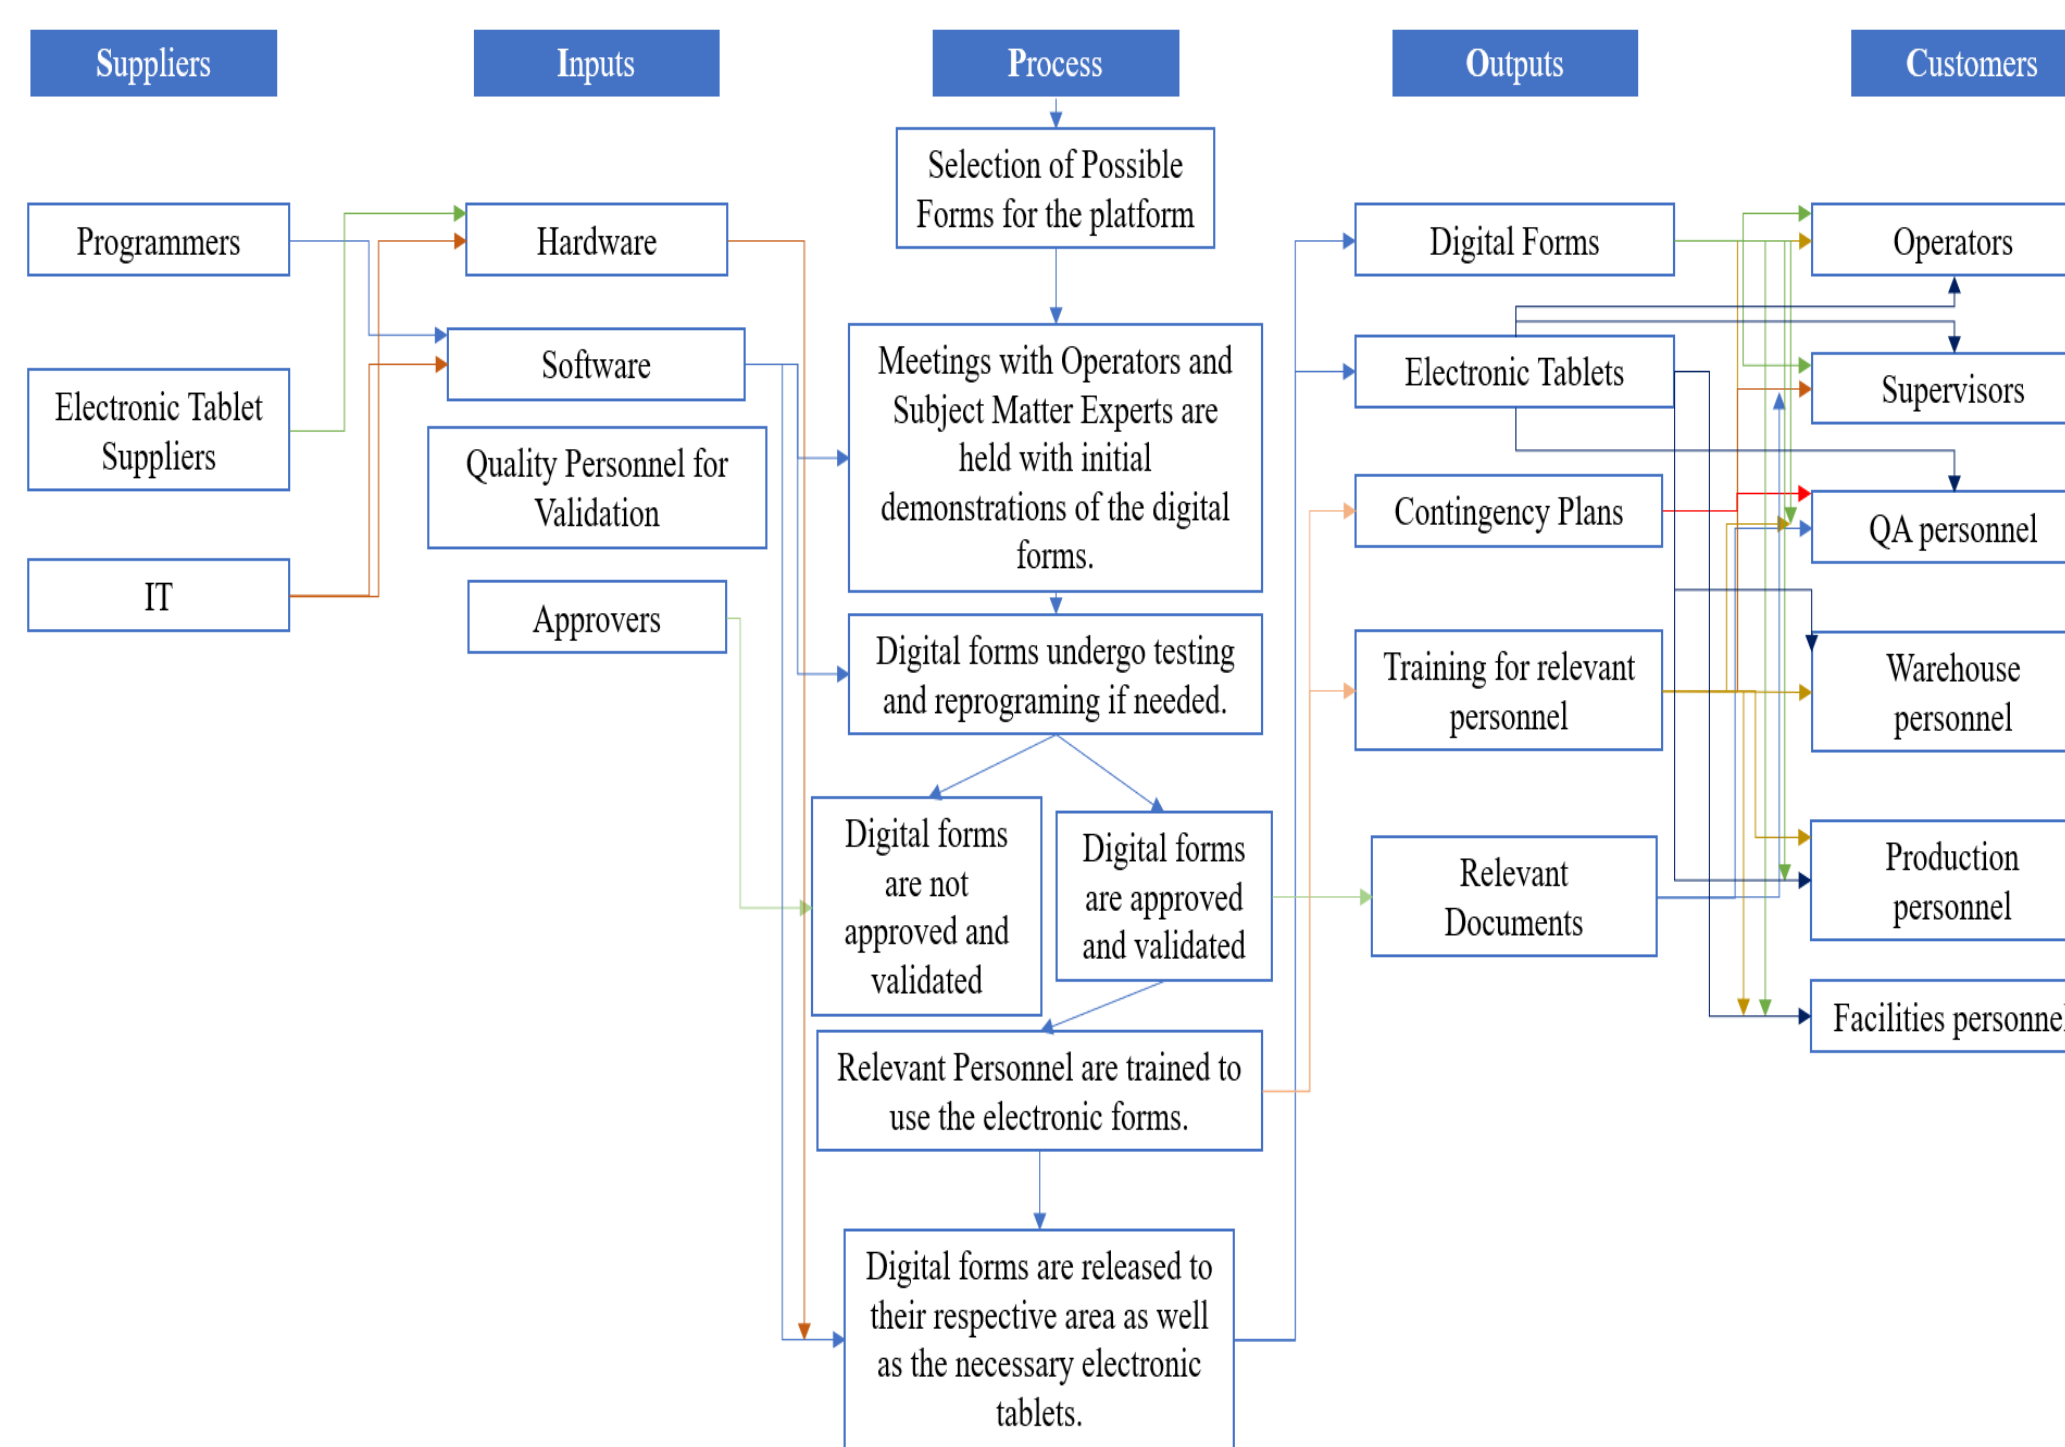 Suppliers
Inputs
Process
Outputs
Customers
Programmers
Electronic Tablet
Suppliers
IT
Hardware
Software
Quality Personnel for
Validation
Approvers
Selection of Possible
Forms for the platform
Meetings with Operators and
Subject Matter Experts are
held with initial
demonstrations of the digital
forms.
Digital forms undergo testing
and reprograming if needed.
Digital forms
are not
approved and
validated
Digital forms
are approved
and validated
Relevant Personnel are trained to
use the electronic forms.
Digital forms are released to
their respective area as well
as the necessary electronic
tablets.
Digital Forms
Electronic Tablets
Contingency Plans
Training for relevant
personnel
Relevant
Documents
Operators
Supervisors
QA personnel
Warehouse
personnel
Production
personnel
Facilities personnel